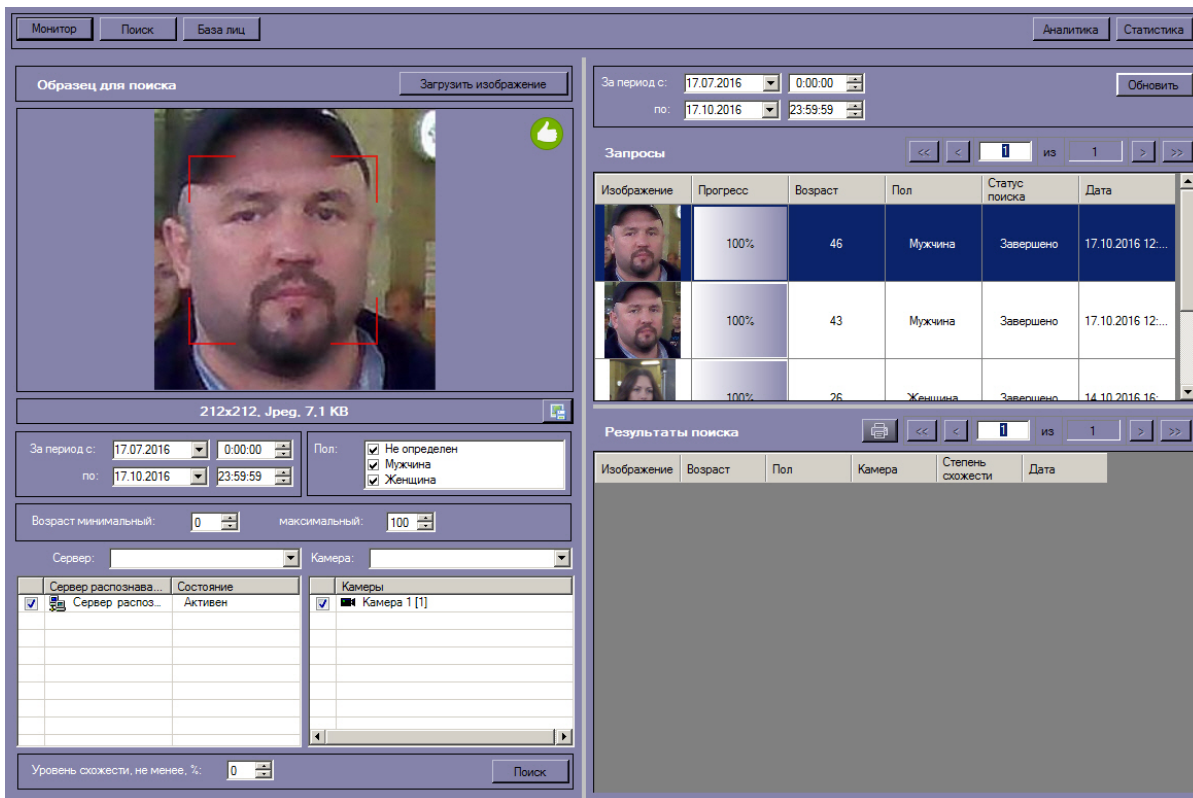 Монитор Поиск База лиц Аналитика Статистика
Образец для поиска Загрузить изображение
212x212, Jpeg, 7,1 KB
За период с: 17.07.2016 0:00:00
по: 17.10.2016 23:59:59
Пол: Не определен
Мужчина
Женщина
Возраст минимальный: 0 максимальный: 100
Сервер: Камера:
Сервер распознава... Состояние
Сервер распоз... Активен
Камеры
Камера 1 [1]
Уровень схожести, не менее, %: 0 Поиск
За период с: 17.07.2016 0:00:00 Обновить
по: 17.10.2016 23:59:59
Запросы << < 1 из 1 > >>
Изображение Прогресс Возраст Пол Статус поиска Дата
100% 46 Мужчина Завершено 17.10.2016 12:...
100% 43 Мужчина Завершено 17.10.2016 12:...
100% 26 Женщина Завершено 14.10.2016 16:...
Результаты поиска << < 1 из 1 > >>
Изображение Возраст Пол Камера Степень схожести Дата